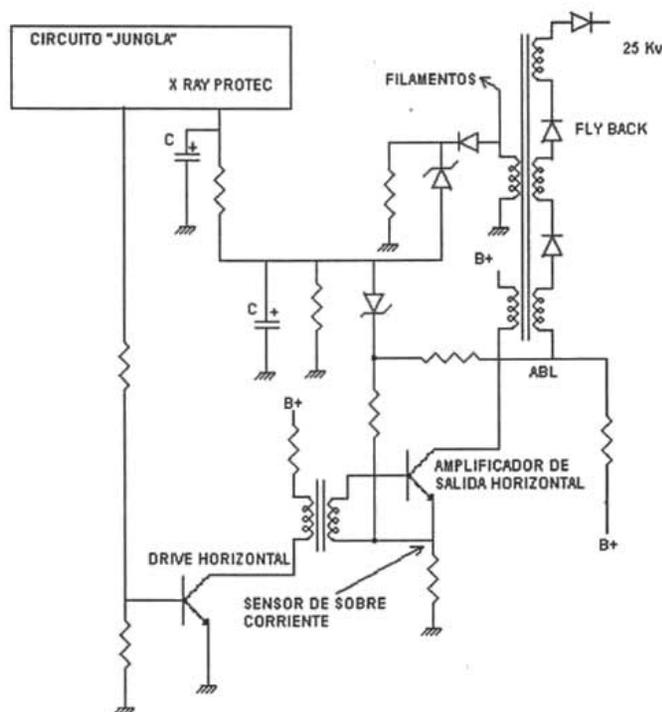 CIRCUITO "JUNGLA"
X RAY PROTEC
25 Kv
FILAMENTOS
C
+
FLY BACK
B+
C
+
ABL
B+
AMPLIFICADOR DE
SALIDA HORIZONTAL
DRIVE HORIZONTAL
B+
SENSOR DE SOBRE
CORRIENTE